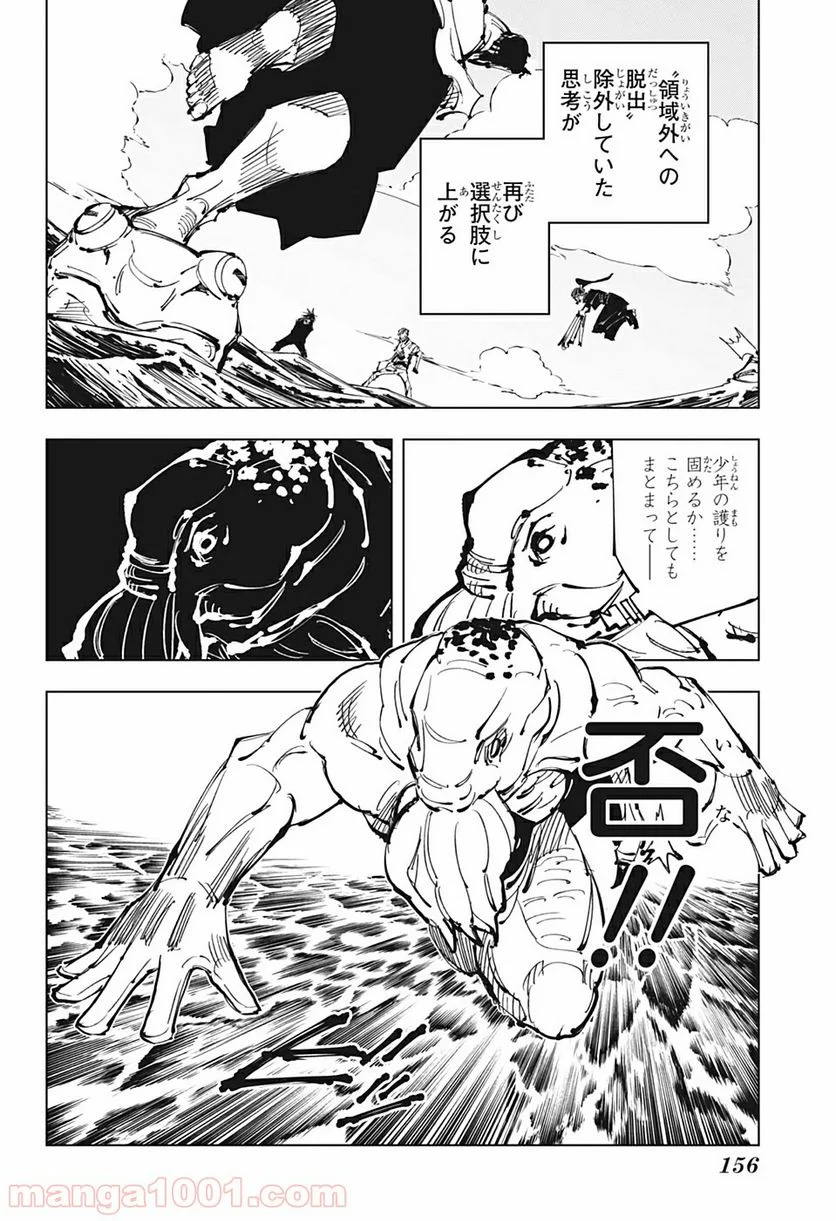 〝領域外への
脱出〟
除外していた
思考が
再び
選択肢に
上がる
少年の護りを
固めるか……
こちらとしても
まとまって――
否!!
156
manga1001.com